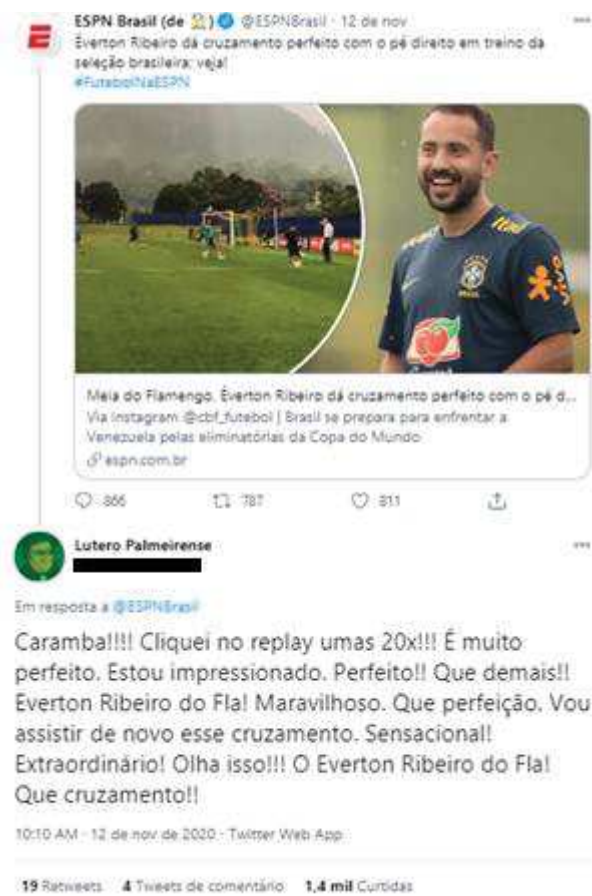 ESPN Brasil (de 🏠) @ESPNBrasil · 12 de nov
Everton Ribeiro dá cruzamento perfeito com o pé direito em treino da
seleção brasileira; veja!
#FutebolNaESPN
Meia do Flamengo, Éverton Ribeiro dá cruzamento perfeito com o pé d...
Via Instagram @cbf_futebol | Brasil se prepara para enfrentar a
Venezuela pelas eliminatórias da Copa do Mundo
espn.com.br
866 787 811
Lutero Palmeirense
Em resposta a @ESPNBrasil
Caramba!!!! Cliquei no replay umas 20x!!! É muito
perfeito. Estou impressionado. Perfeito!! Que demais!!
Everton Ribeiro do Fla! Maravilhoso. Que perfeição. Vou
assistir de novo esse cruzamento. Sensacional!
Extraordinário! Olha isso!!! O Everton Ribeiro do Fla!
Que cruzamento!!
10:10 AM · 12 de nov de 2020 · Twitter Web App
19 Retweets 4 Tweets de comentário 1,4 mil Curtidas